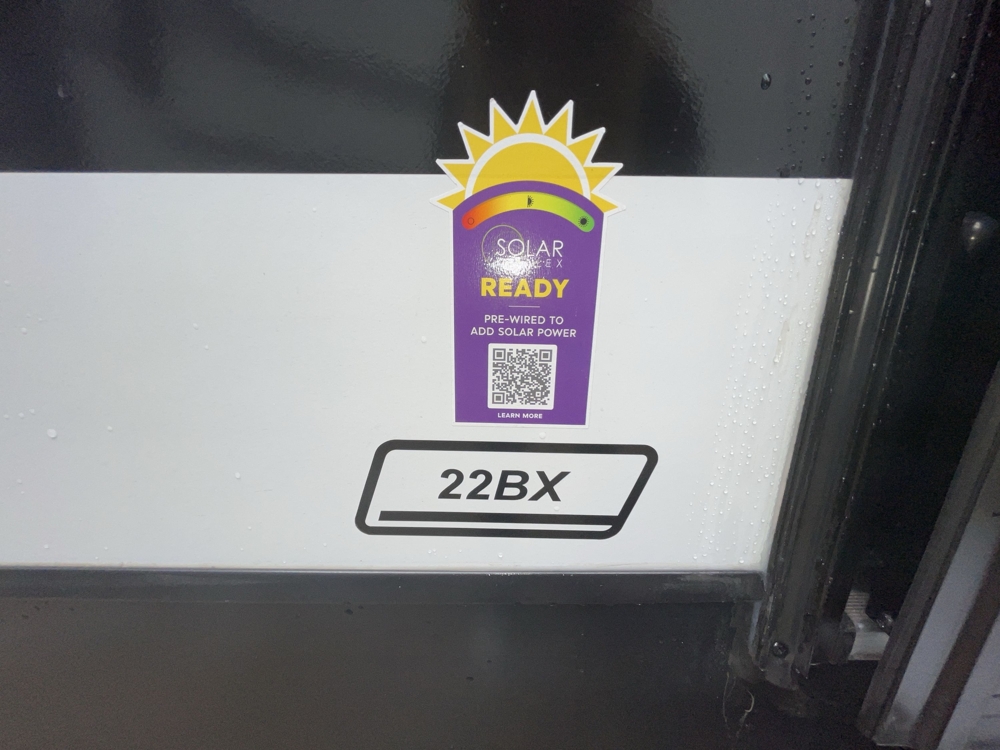 SOLAR
READY
PRE-WIRED TO
ADD SOLAR POWER
LEARN MORE
22BX